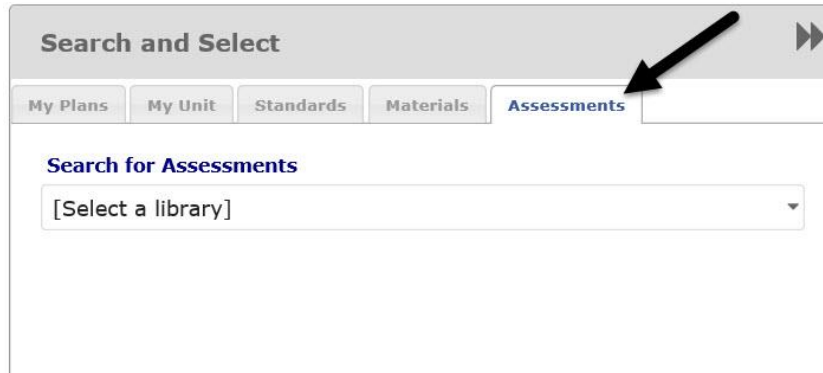 Search and Select
My Plans My Unit Standards Materials Assessments
Search for Assessments
[Select a library]